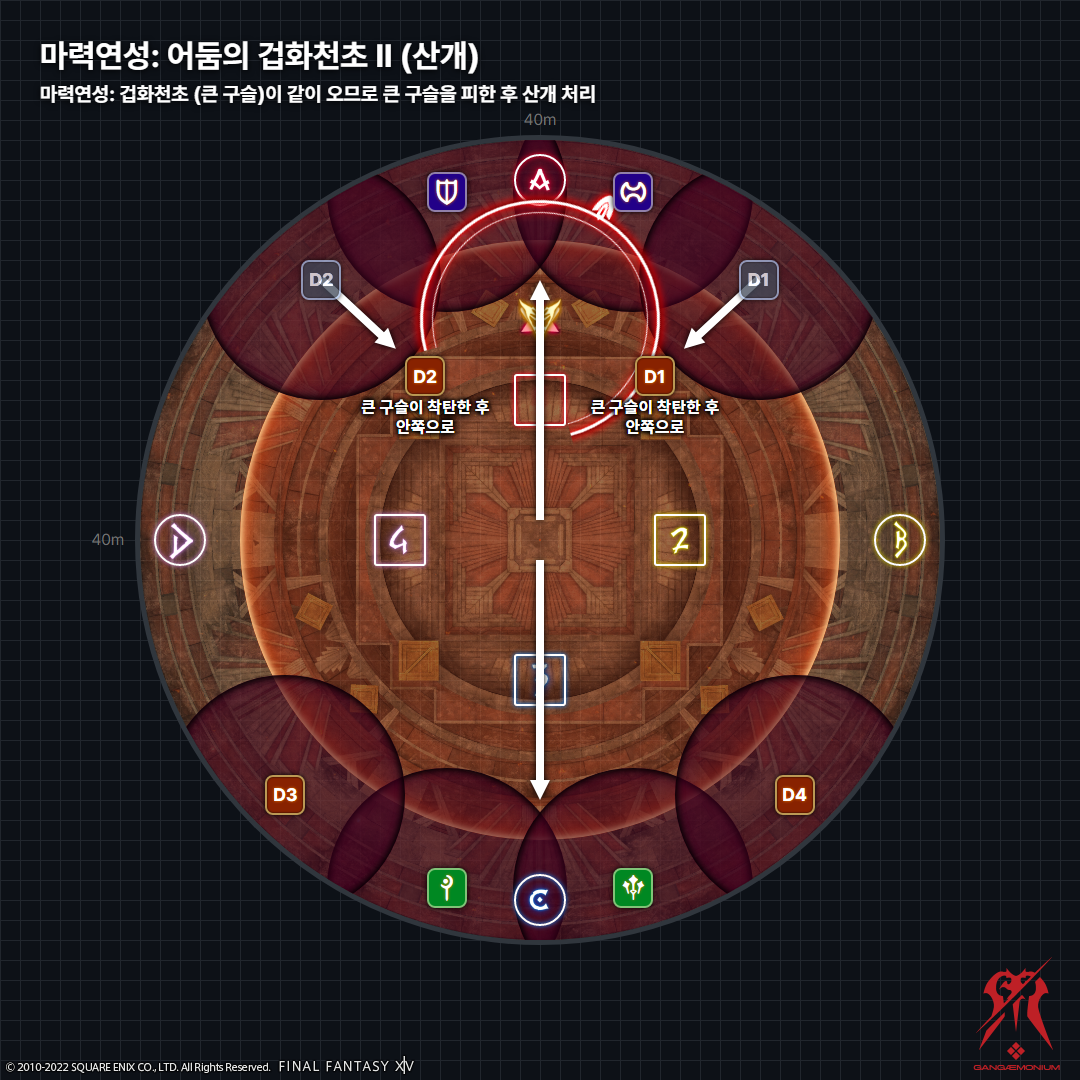 마력연성: 어둠의 겁화천초 II (산개)
마력연성: 겁화천초 (큰 구슬)이 같이 오므로 큰 구슬을 피한 후 산개 처리
40m
A
D2
D1
D2
D1
큰 구슬이 착탄한 후
안쪽으로
큰 구슬이 착탄한 후
안쪽으로
40m
D
4
2
B
3
D3
D4
C
© 2010-2022 SQUARE ENIX CO., LTD. All Rights Reserved. FINAL FANTASY XIV
GANGÆMONIUM